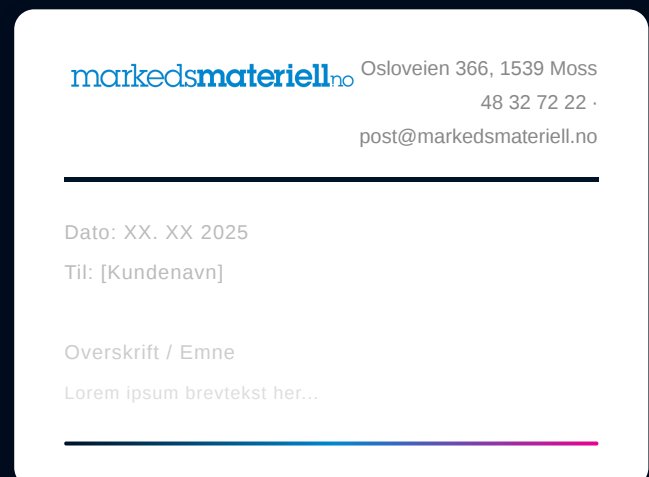 markedsmateriell.no
Osloveien 366, 1539 Moss
48 32 72 22 ·
post@markedsmateriell.no
Dato: XX. XX 2025
Til: [Kundenavn]
Overskrift / Emne
Lorem ipsum brevtekst her...